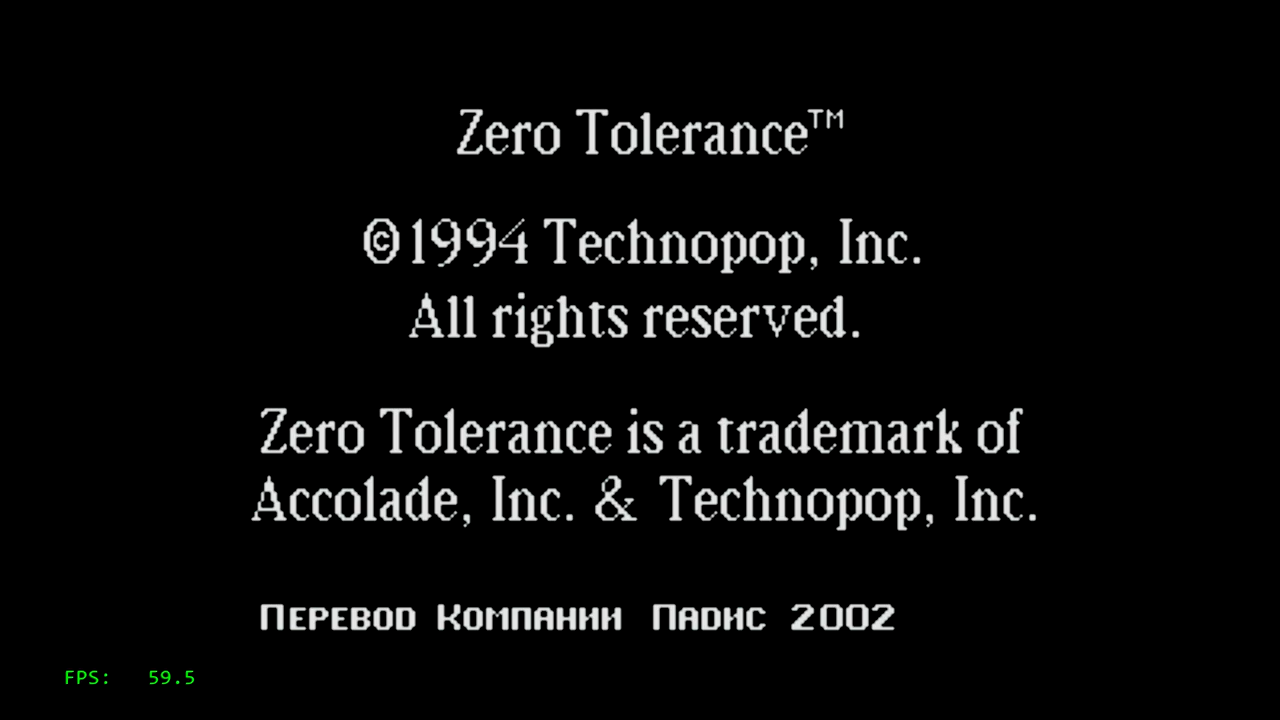 Zero Tolerance™
©1994 Technopop, Inc.
All rights reserved.
Zero Tolerance is a trademark of
Accolade, Inc. & Technopop, Inc.
Перевод Компании Падис 2002
FPS: 59.5